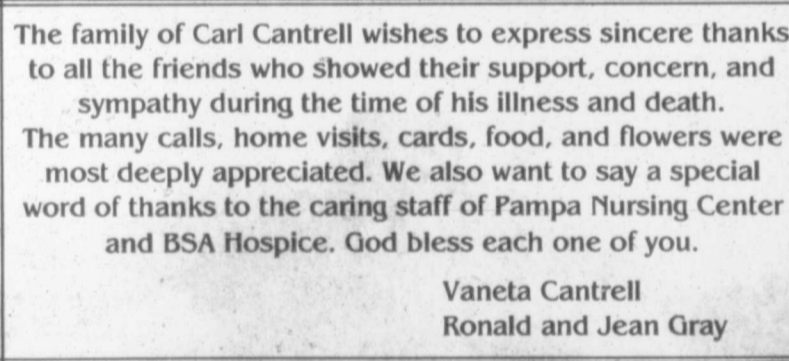 The family of Carl Cantrell wishes to express sincere thanks
to all the friends who showed their support, concern, and
sympathy during the time of his illness and death.
The many calls, home visits, cards, food, and flowers were
most deeply appreciated. We also want to say a special
word of thanks to the caring staff of Pampa Nursing Center
and BSA Hospice. God bless each one of you.
Vaneta Cantrell
Ronald and Jean Gray